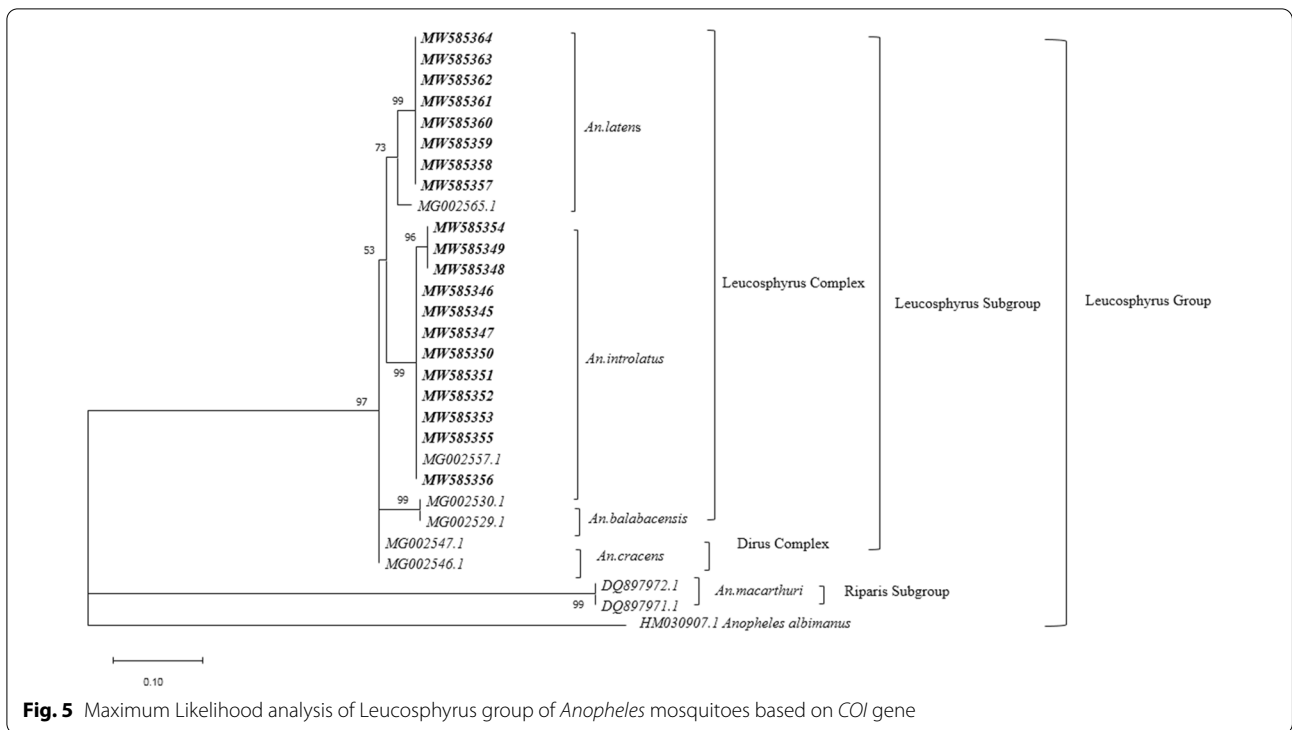 MW585364
MW585363
MW585362
99 MW585361
MW585360 An.latens
MW585359
73 MW585358
MW585357
MG002565.1
MW585354
96 MW585349
53 MW585348
Leucosphyrus Complex
MW585346
Leucosphyrus Subgroup Leucosphyrus Group
MW585345
MW585347
MW585350 An.introlatus
99 MW585351
MW585352
97 MW585353
MW585355
MG002557.1
MW585356
99 MG002530.1
MG002529.1 An.balabacensis
MG002547.1 Dirus Complex
MG002546.1 An.cracens
DQ897972.1 An.macarthuri Riparis Subgroup
99 DQ897971.1
HM030907.1 Anopheles albimanus
0.10
Fig. 5 Maximum Likelihood analysis of Leucosphyrus group of Anopheles mosquitoes based on COI gene